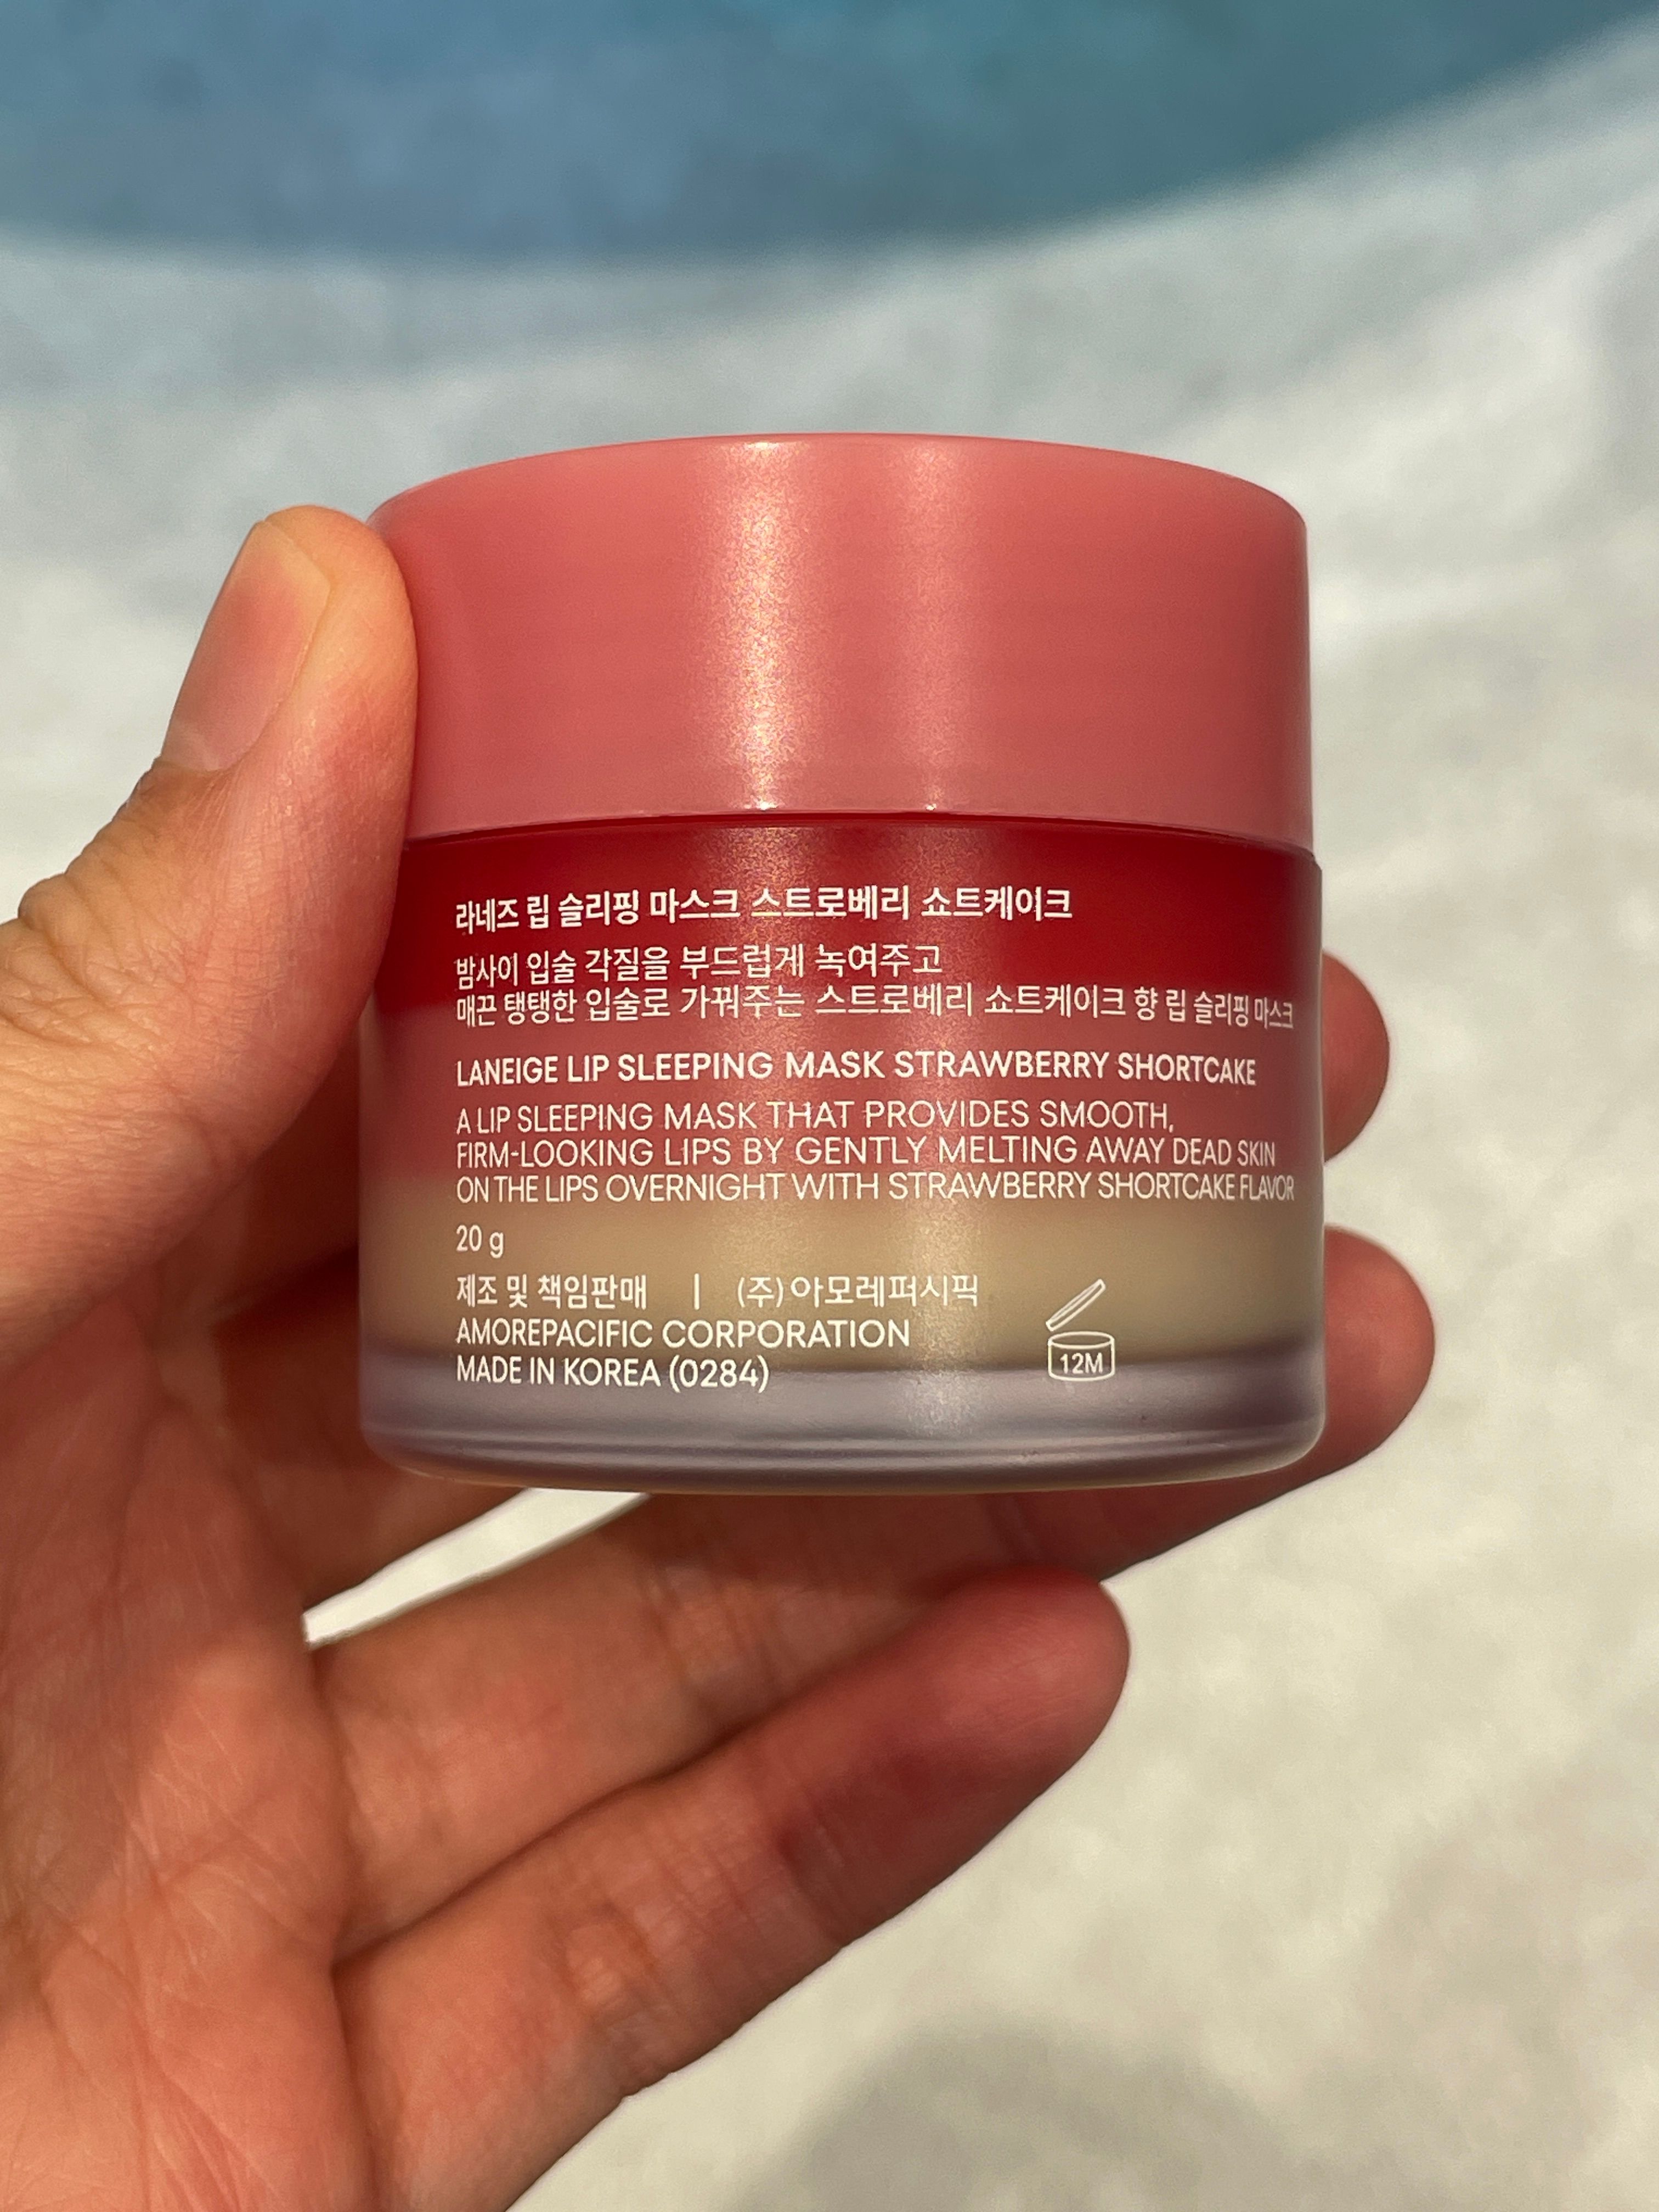 라네즈 립 슬리핑 마스크 스트로베리 쇼트케이크
밤사이 입술 각질을 부드럽게 녹여주고
매끈 탱탱한 입술로 가꿔주는 스트로베리 쇼트케이크 향 립 슬리핑 마스크
LANEIGE LIP SLEEPING MASK STRAWBERRY SHORTCAKE
A LIP SLEEPING MASK THAT PROVIDES SMOOTH,
FIRM-LOOKING LIPS BY GENTLY MELTING AWAY DEAD SKIN
ON THE LIPS OVERNIGHT WITH STRAWBERRY SHORTCAKE FLAVOR
20 g
제조 및 책임판매 | (주)아모레퍼시픽
AMOREPACIFIC CORPORATION
MADE IN KOREA (0284)
12M